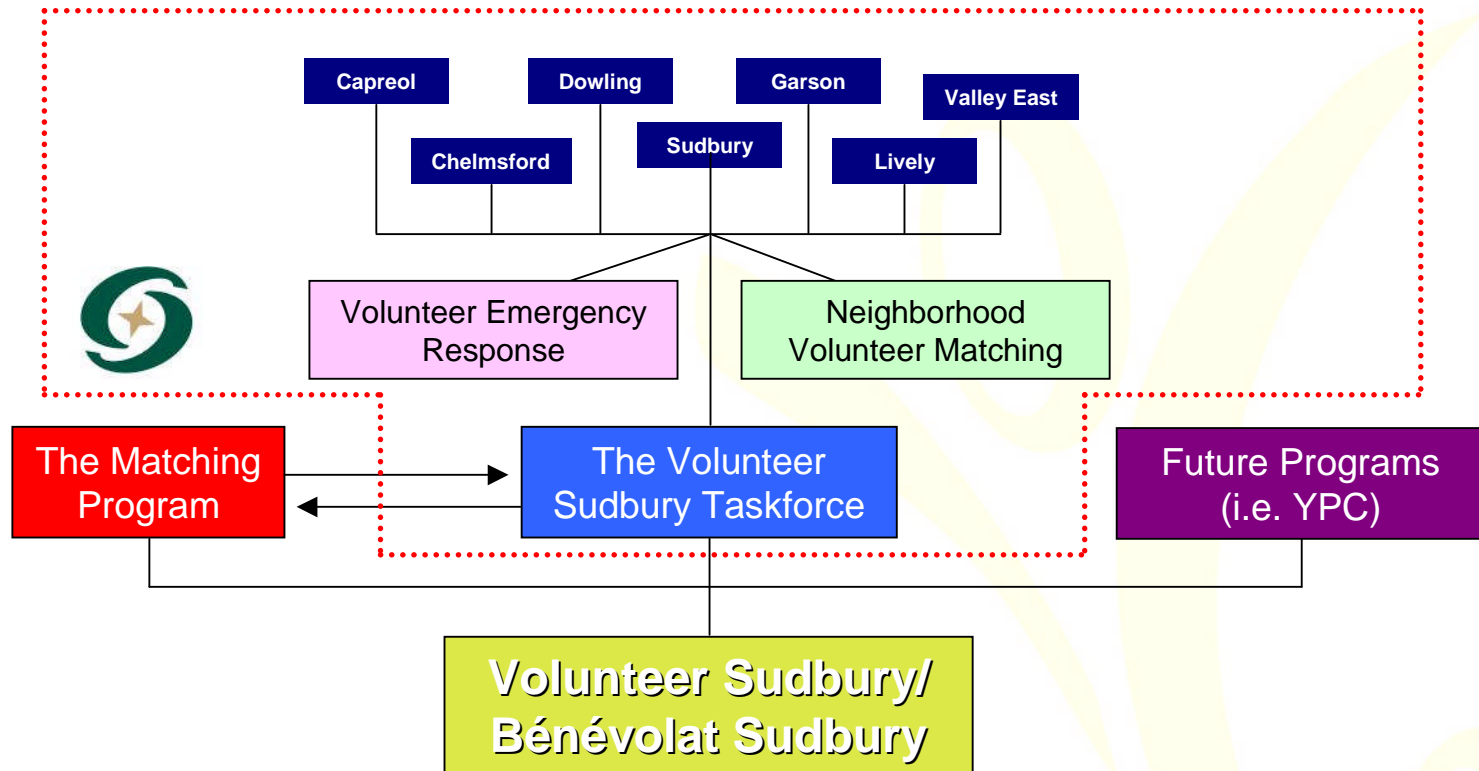 Capreol
Dowling
Garson
Valley East
Chelmsford
Sudbury
Lively
Volunteer Emergency
Response
Neighborhood
Volunteer Matching
The Matching
Program
The Volunteer
Sudbury Taskforce
Future Programs
(i.e. YPC)
Volunteer Sudbury/
Bénévolat Sudbury